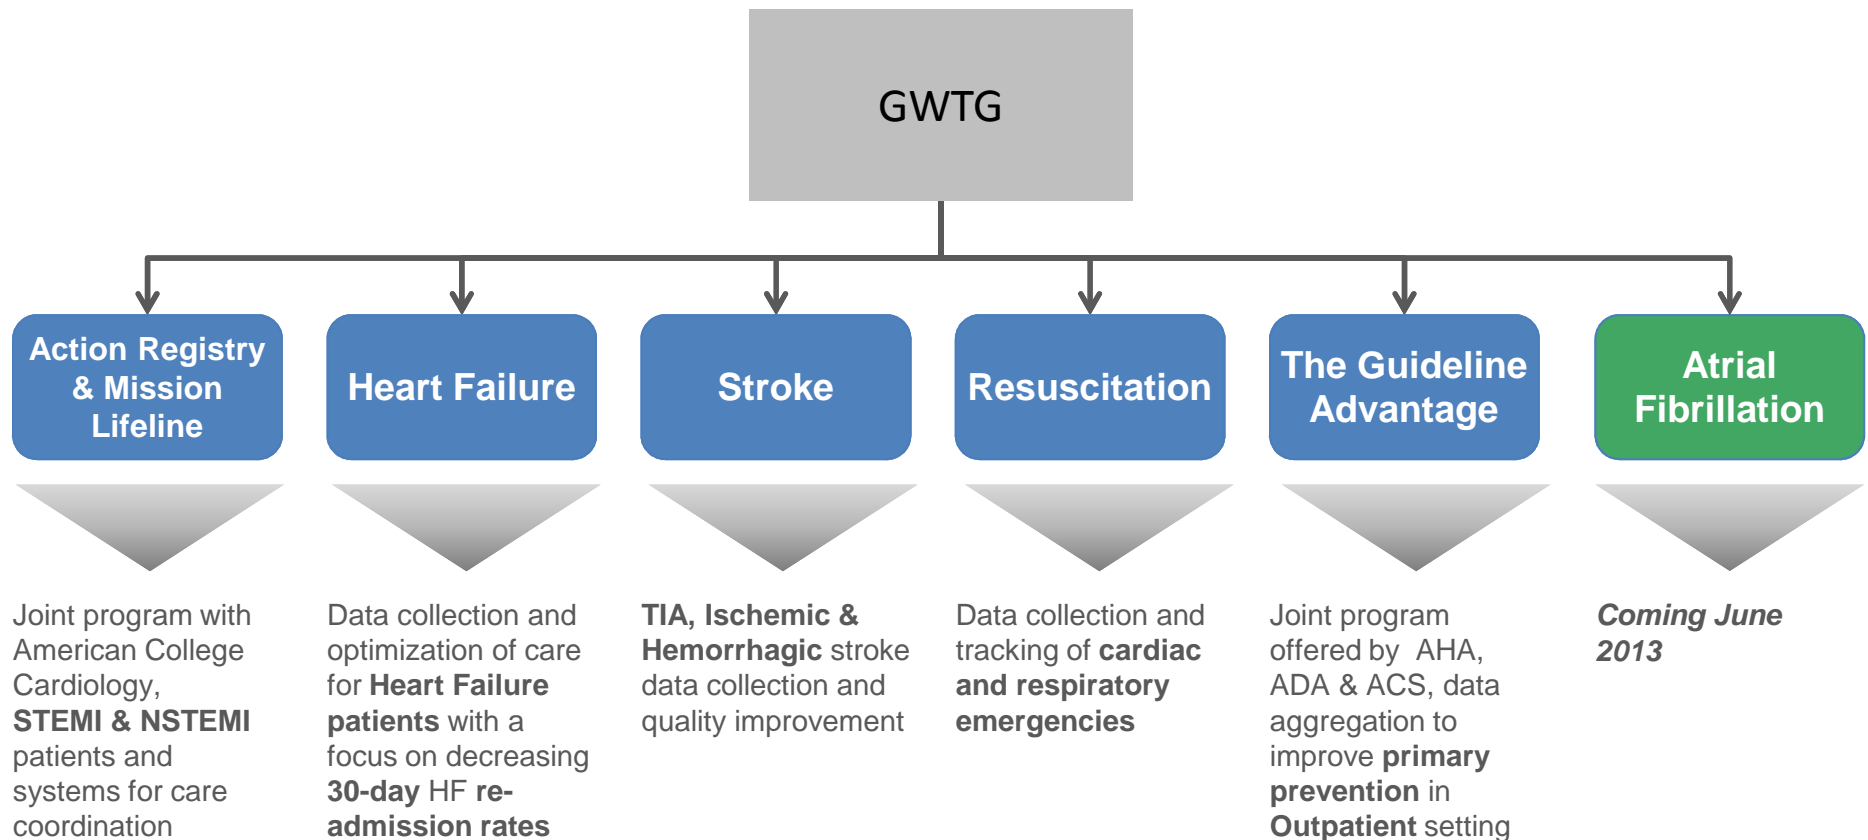 GWTG
Action Registry
& Mission
Lifeline
Heart Failure
Stroke
Resuscitation
The Guideline
Advantage
Atrial
Fibrillation
Joint program with
American College
Cardiology,
STEMI & NSTEMI
patients and
systems for care
coordination
Data collection and
optimization of care
for Heart Failure
patients with a
focus on decreasing
30-day HF re-
admission rates
TIA, Ischemic &
Hemorrhagic stroke
data collection and
quality improvement
Data collection and
tracking of cardiac
and respiratory
emergencies
Joint program
offered by AHA,
ADA & ACS, data
aggregation to
improve primary
prevention in
Outpatient setting
Coming June
2013